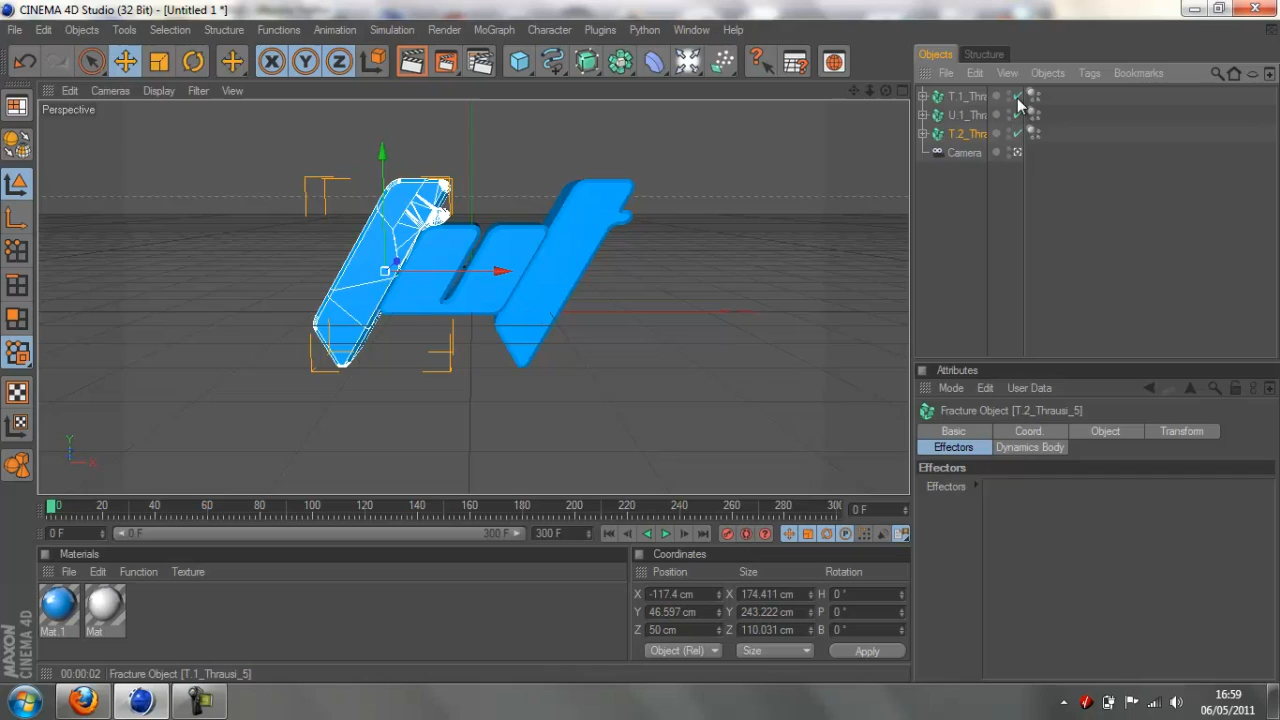 CINEMA 4D Studio (32 Bit) - [Untitled 1 *]
File Edit Objects Tools Selection Structure Functions Animation Render MoGraph Character Plugins Simulation Python Window Help
Objects Structure
File Edit View Objects Tags Bookmarks
Edit Cameras Display Filter View
Perspective
T.1_Thra
U.1_Thra
T.2_Thra
Camera
X Y Z
Y
X
Attributes
Mode Edit User Data
Fracture Object [T.2_Thrausi_5]
Basic Coord. Object Transform
Effectors Dynamics Body
Effectors
Effectors
0 20 40 60 80 100 120 140 160 180 200 220 240 260 280 30 0 F
0 F 0 F 300 F 300 F
Materials
File Edit Function Texture
Mat.1 Mat
Coordinates
Position Size Rotation
X -117.4 cm X 174.411 cm H 0 °
Y 46.597 cm Y 243.222 cm P 0 °
Z 50 cm Z 110.031 cm B 0 °
Object (Rel) Size Apply
MAXON CINEMA 4D
00:00:02 Fracture Object [T.1_Thrausi_5]
16:59
06/05/2011